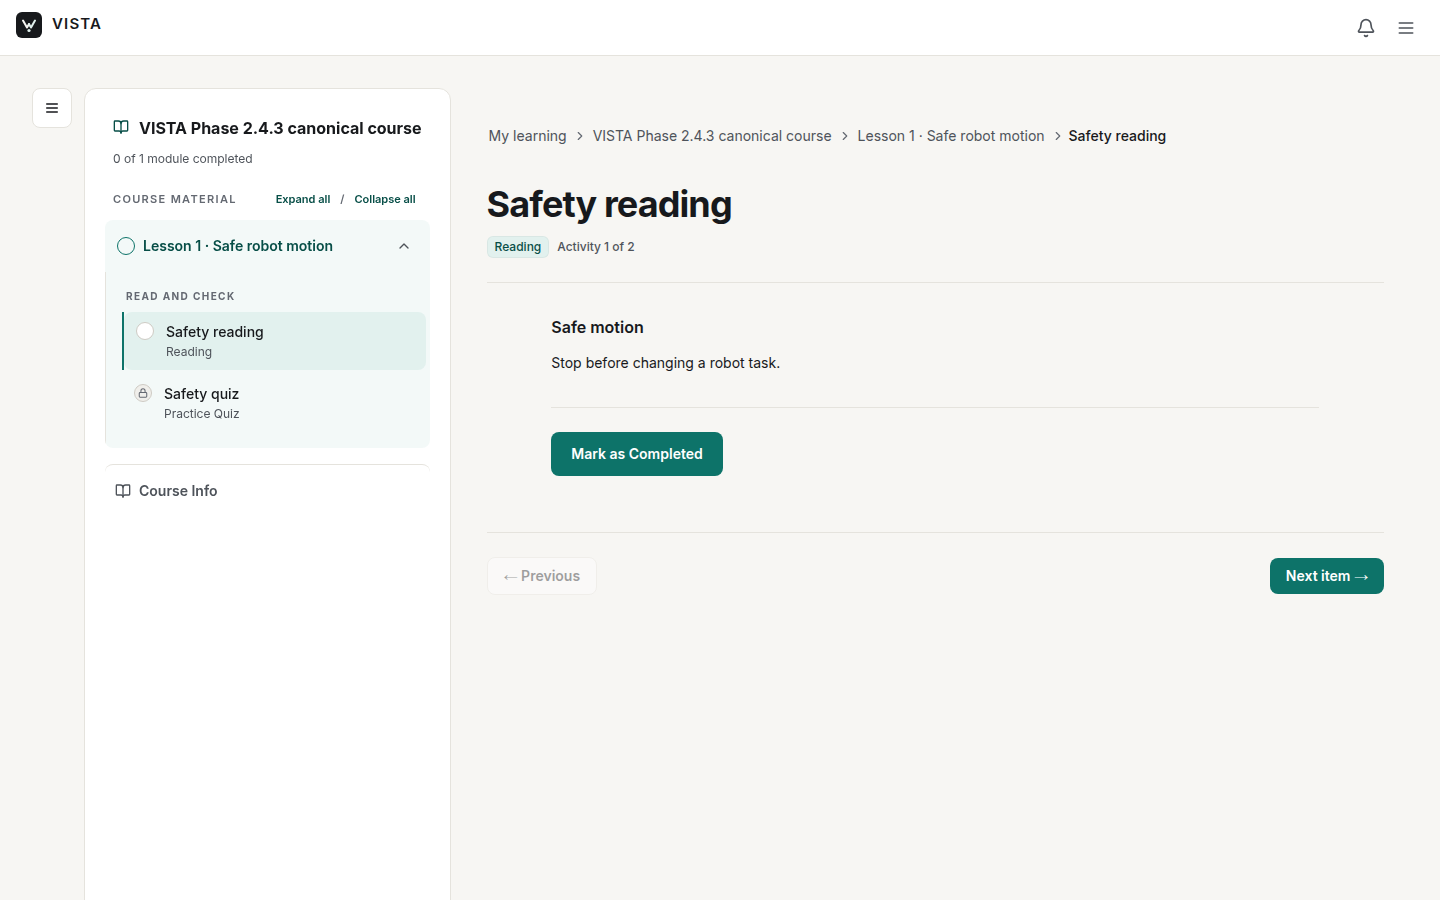 VISTA
VISTA Phase 2.4.3 canonical course
0 of 1 module completed
COURSE MATERIAL Expand all / Collapse all
Lesson 1 · Safe robot motion
READ AND CHECK
Safety reading
Reading
Safety quiz
Practice Quiz
Course Info
My learning > VISTA Phase 2.4.3 canonical course > Lesson 1 · Safe robot motion > Safety reading
Safety reading
Reading Activity 1 of 2
Safe motion
Stop before changing a robot task.
Mark as Completed
← Previous
Next item →